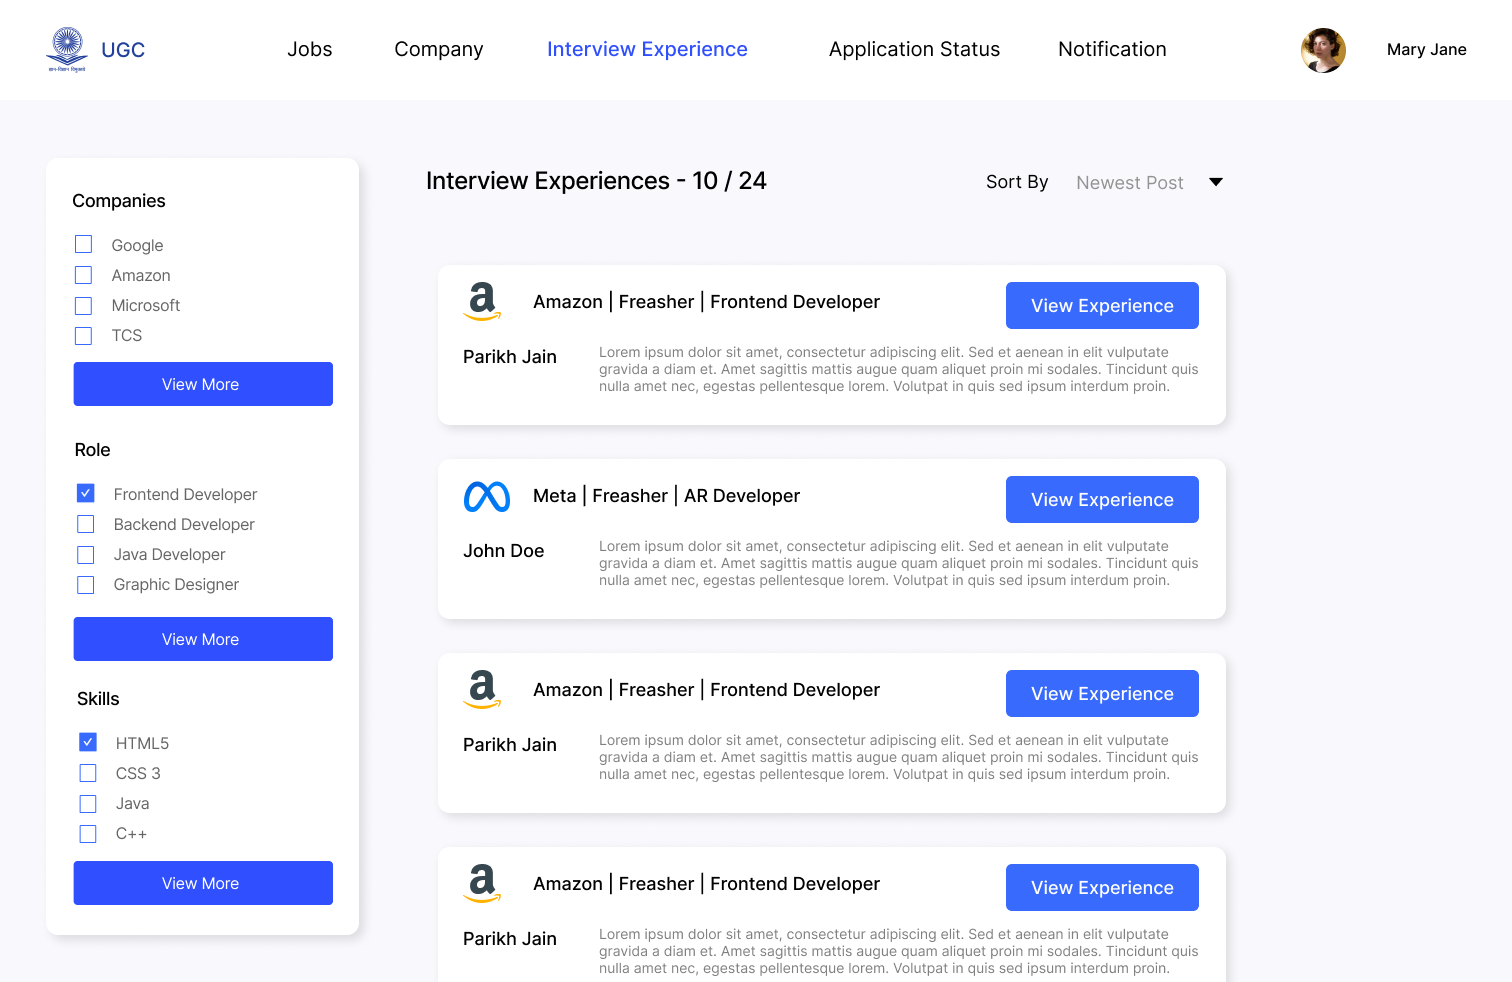 UGC
Jobs
Company
Interview Experience
Application Status
Notification
Mary Jane
ज्ञान-विज्ञान विमुक्तये
Companies
Google
Amazon
Microsoft
TCS
View More
Role
Frontend Developer
Backend Developer
Java Developer
Graphic Designer
View More
Skills
HTML5
CSS 3
Java
C++
View More
Interview Experiences - 10 / 24
Sort By
Newest Post
a
Amazon | Freasher | Frontend Developer
View Experience
Parikh Jain
Lorem ipsum dolor sit amet, consectetur adipiscing elit. Sed et aenean in elit vulputate
gravida a diam et. Amet sagittis mattis augue quam aliquet proin mi sodales. Tincidunt quis
nulla amet nec, egestas pellentesque lorem. Volutpat in quis sed ipsum interdum proin.
Meta | Freasher | AR Developer
View Experience
John Doe
Lorem ipsum dolor sit amet, consectetur adipiscing elit. Sed et aenean in elit vulputate
gravida a diam et. Amet sagittis mattis augue quam aliquet proin mi sodales. Tincidunt quis
nulla amet nec, egestas pellentesque lorem. Volutpat in quis sed ipsum interdum proin.
a
Amazon | Freasher | Frontend Developer
View Experience
Parikh Jain
Lorem ipsum dolor sit amet, consectetur adipiscing elit. Sed et aenean in elit vulputate
gravida a diam et. Amet sagittis mattis augue quam aliquet proin mi sodales. Tincidunt quis
nulla amet nec, egestas pellentesque lorem. Volutpat in quis sed ipsum interdum proin.
a
Amazon | Freasher | Frontend Developer
View Experience
Parikh Jain
Lorem ipsum dolor sit amet, consectetur adipiscing elit. Sed et aenean in elit vulputate
gravida a diam et. Amet sagittis mattis augue quam aliquet proin mi sodales. Tincidunt quis
nulla amet nec, egestas pellentesque lorem. Volutpat in quis sed ipsum interdum proin.